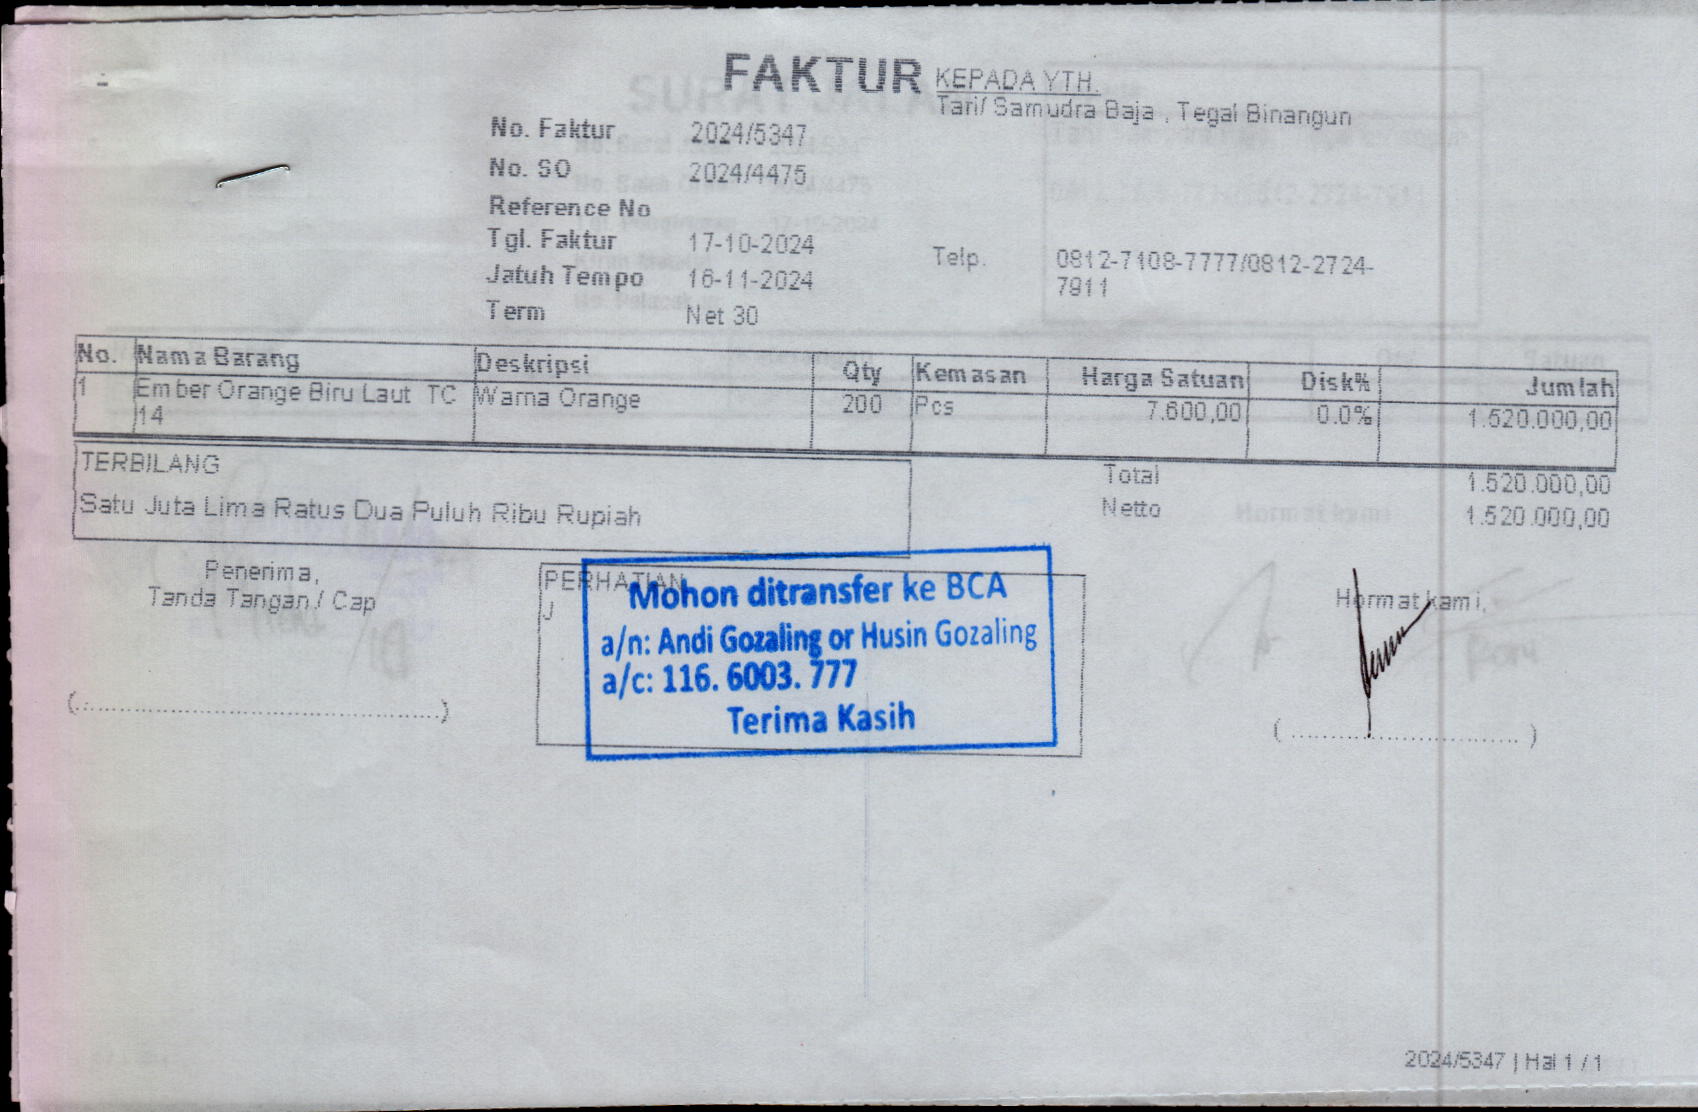 FAKTUR
KEPADA YTH.
Tari/ Samudra Baja , Tegal Binangun
No. Faktur 2024/5347
No. SO 2024/4475
Reference No
Tgl. Faktur 17-10-2024
Jatuh Tempo 16-11-2024
Term Net 30
Telp. 0812-7108-7777/0812-2724-
7911
No. Nama Barang Deskripsi Qty Kemasan Harga Satuan Disk% Jumlah
1 Ember Orange Biru Laut TC Warna Orange 200 Pcs 7.600,00 0.0% 1.520.000,00
14
TERBILANG
Satu Juta Lima Ratus Dua Puluh Ribu Rupiah
Total 1.520.000,00
Netto 1.520.000,00
Penerima,
Tanda Tangan / Cap
(........................................)
PERHATIAN
J
Mohon ditransfer ke BCA
a/n: Andi Gozaling or Husin Gozaling
a/c: 116. 6003. 777
Terima Kasih
Hormat kami,
(..............................)
2024/5347 | Hal 1 / 1